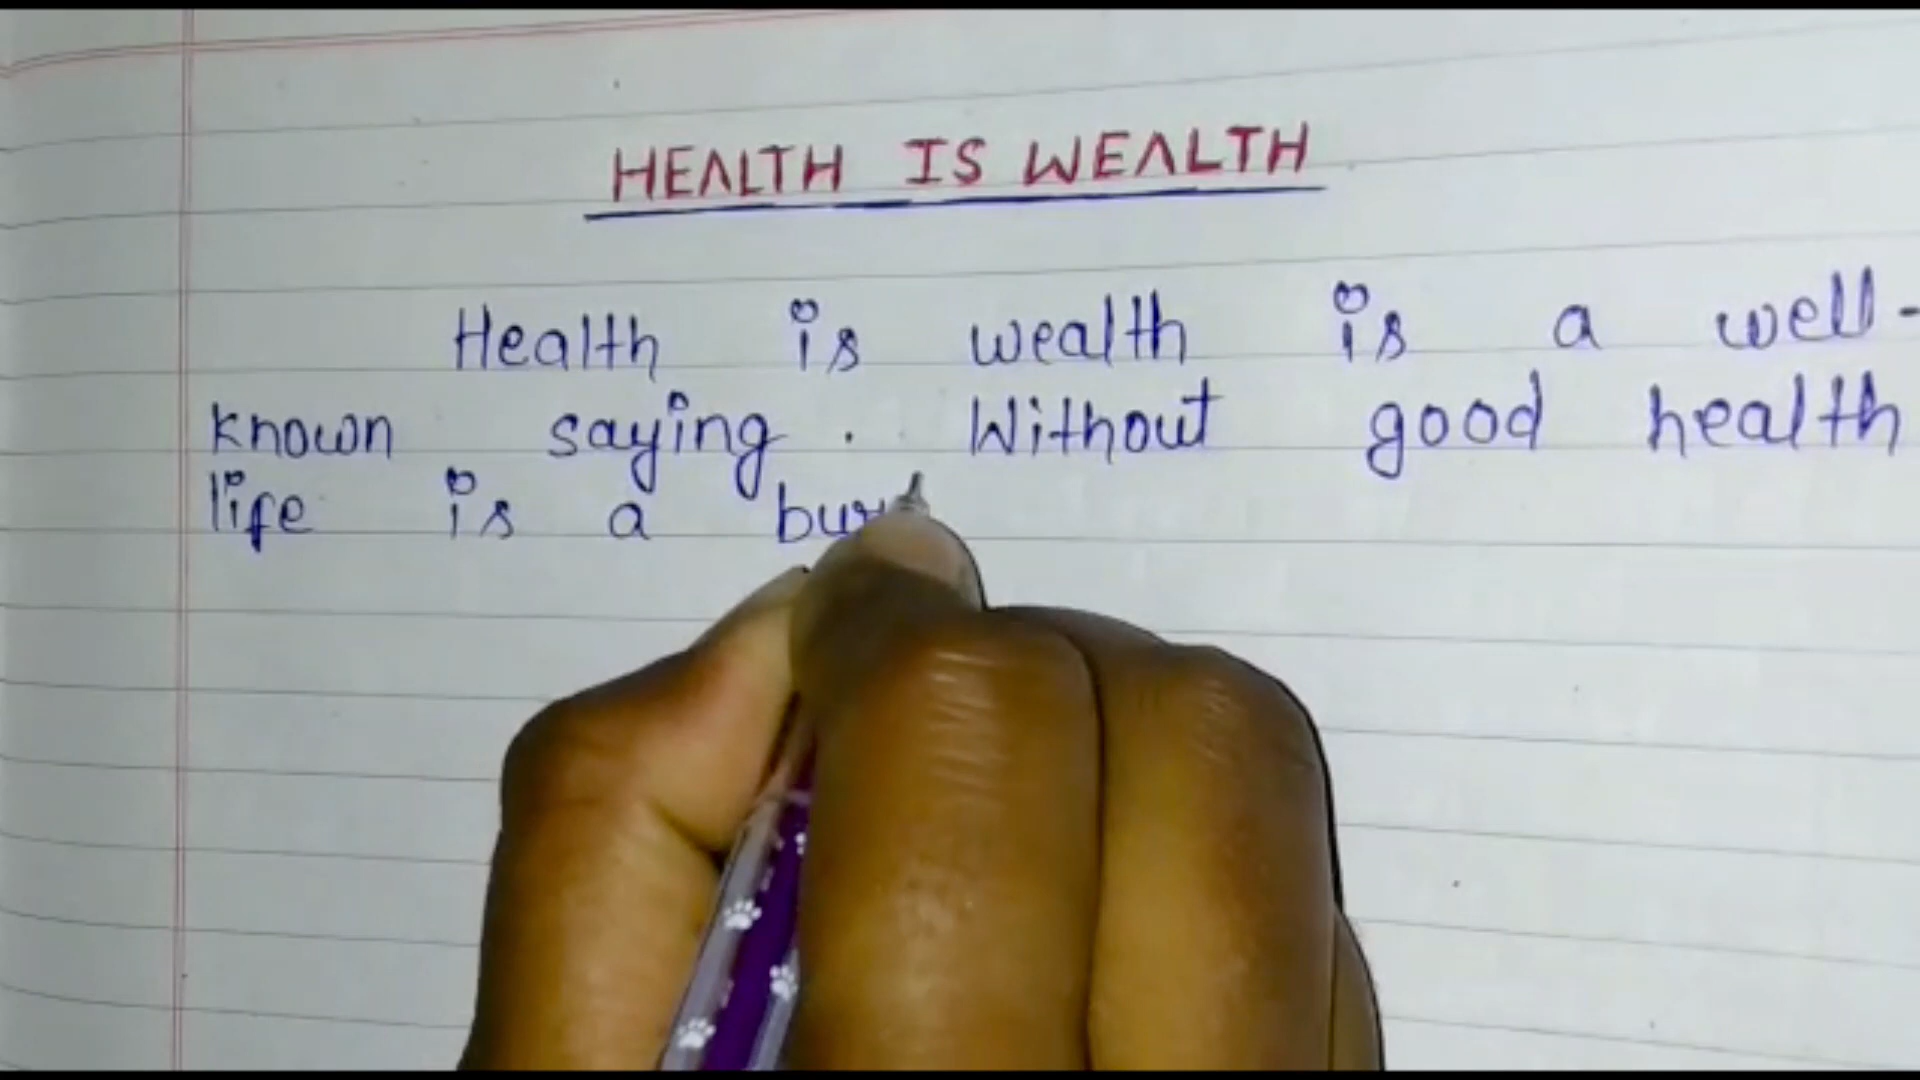 HEALTH IS WEALTH
Health is wealth is a well-
known saying. Without good health
life is a